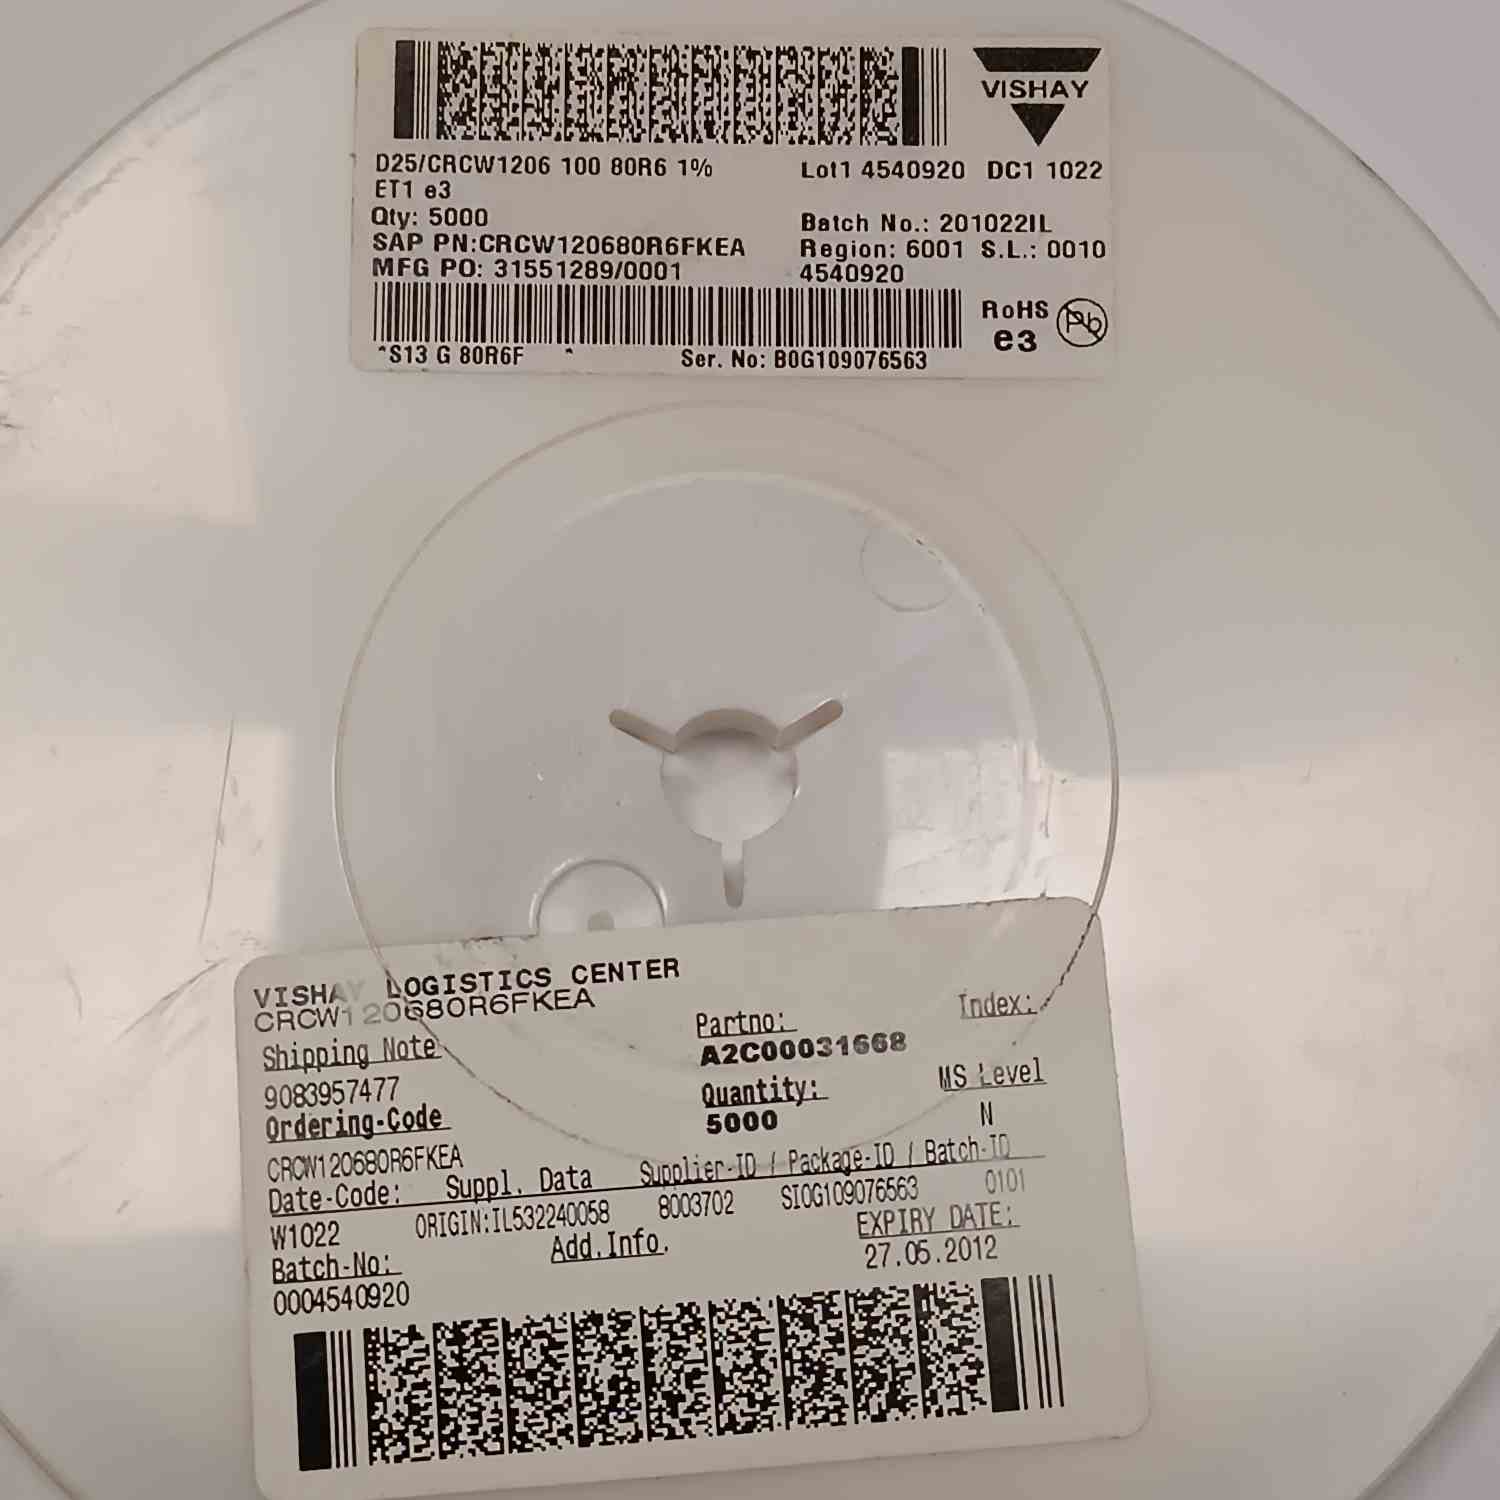 VISHAY
D25/CRCW1206 100 80R6 1% Lot1 4540920 DC1 1022
ET1 e3
Qty: 5000 Batch No.: 201022IL
SAP PN:CRCW120680R6FKEA Region: 6001 S.L.: 0010
MFG PO: 31551289/0001 4540920
RoHS Pb
e3
^S13 G 80R6F ^ Ser. No: B0G109076563
VISHAY LOGISTICS CENTER
CRCW120680R6FKEA
Partno: Index:
Shipping Note A2C00031668
9083957477 Quantity: MS Level
Ordering-Code 5000 N
CRCW120680R6FKEA
Date-Code: Suppl. Data Supplier-ID / Package-ID / Batch-ID
W1022 ORIGIN:IL532240058 8003702 SI0G109076563 0101
Batch-No: Add.Info. EXPIRY DATE:
0004540920 27.05.2012